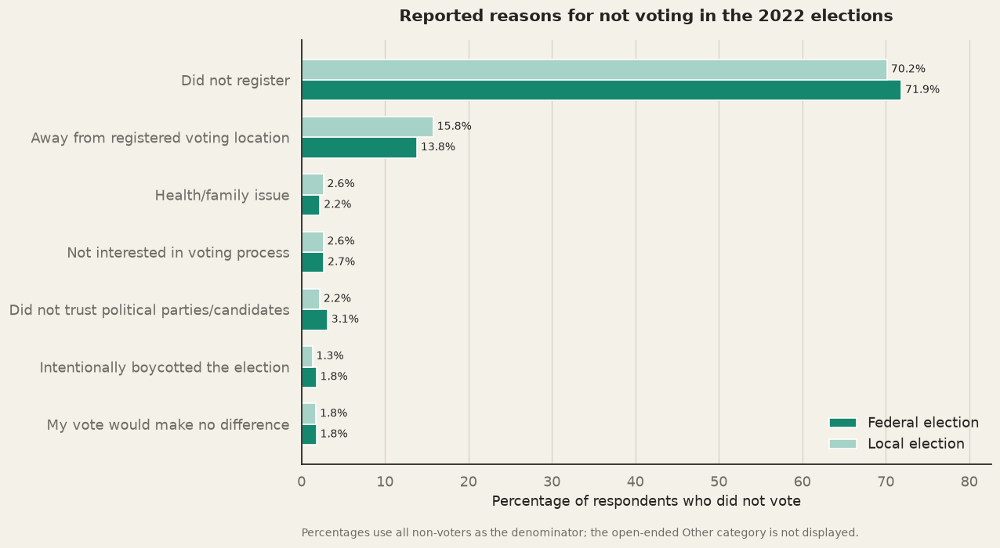 Reported reasons for not voting in the 2022 elections
Did not register
70.2%
71.9%
Away from registered voting location
15.8%
13.8%
Health/family issue
2.6%
2.2%
Not interested in voting process
2.6%
2.7%
Did not trust political parties/candidates
2.2%
3.1%
Intentionally boycotted the election
1.3%
1.8%
My vote would make no difference
1.8%
1.8%
Federal election
Local election
0 10 20 30 40 50 60 70 80
Percentage of respondents who did not vote
Percentages use all non-voters as the denominator; the open-ended Other category is not displayed.